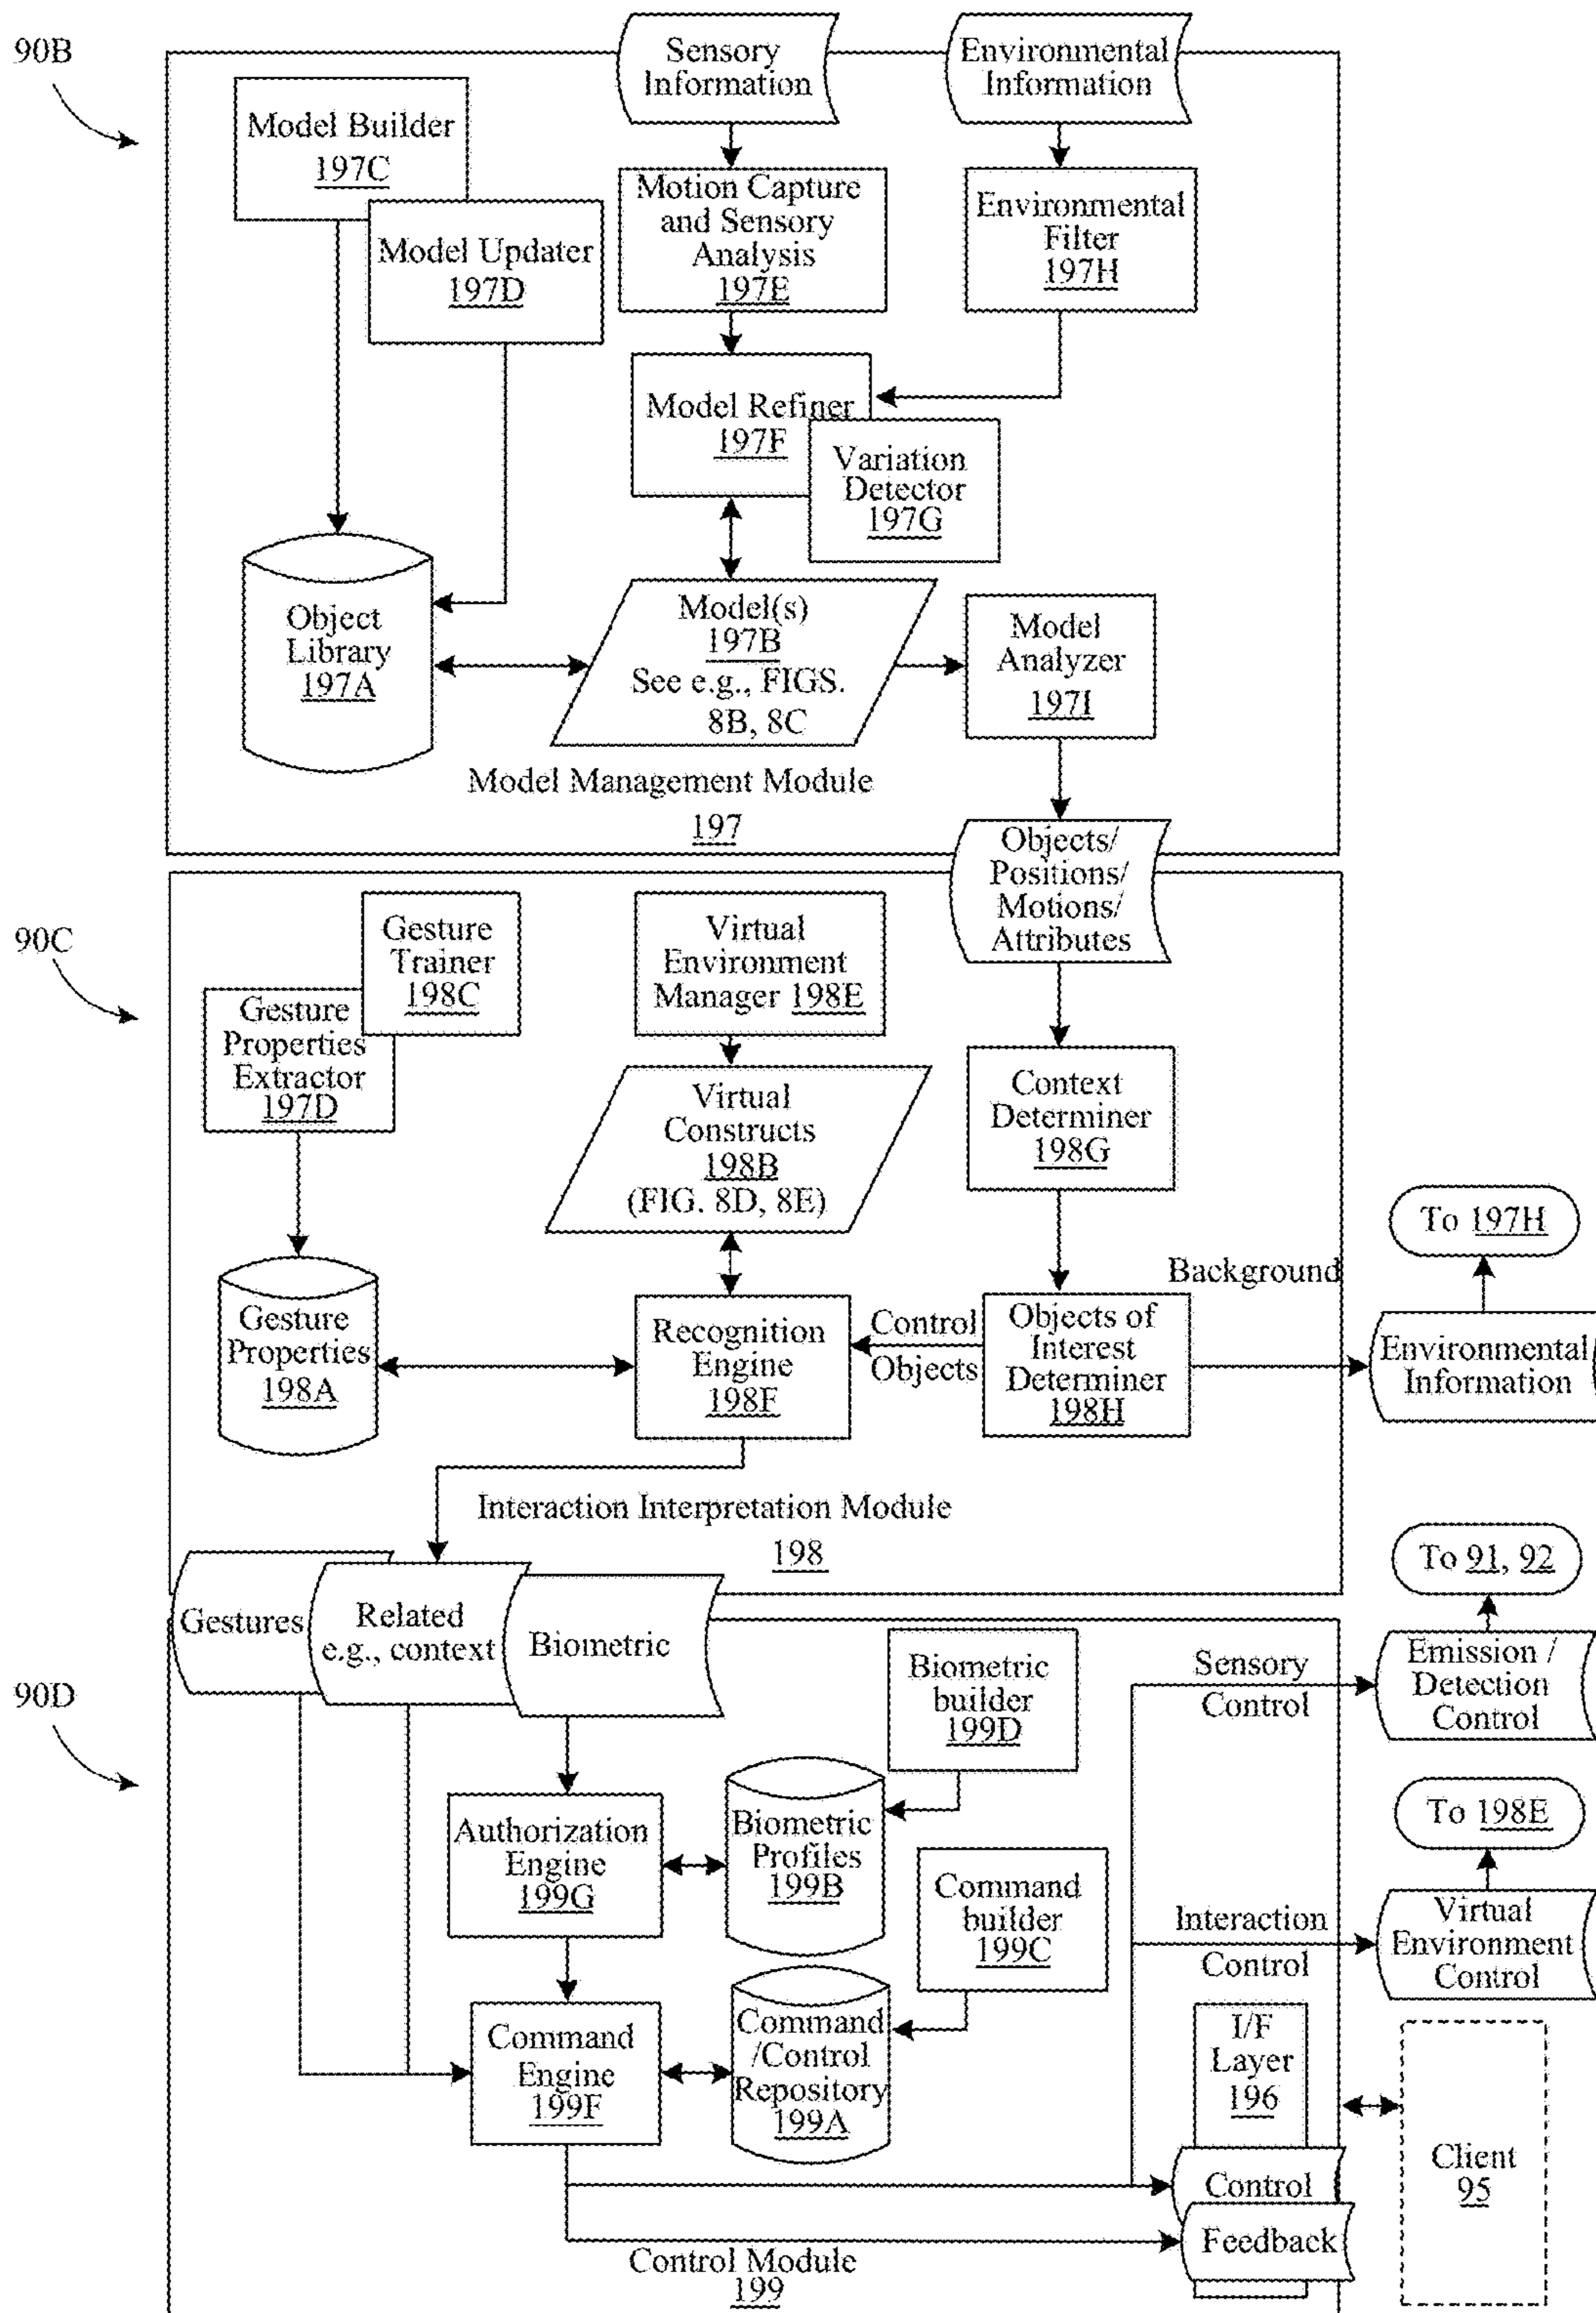 90B
Sensory
Information
Environmental
Information
Model Builder
197C
Model Updater
197D
Motion Capture
and Sensory
Analysis
197E
Environmental
Filter
197H
Model Refiner
197F
Variation
Detector
197G
Object
Library
197A
Model(s)
197B
See e.g., FIGS.
8B, 8C
Model
Analyzer
197I
Model Management Module
197
Objects/
Positions/
Motions/
Attributes
90C
Gesture
Trainer
198C
Gesture
Properties
Extractor
197D
Virtual
Environment
Manager 198E
Virtual
Constructs
198B
(FIG. 8D, 8E)
Context
Determiner
198G
Gesture
Properties
198A
Recognition
Engine
198F
Control
Objects
Objects of
Interest
Determiner
198H
Background
To 197H
Environmental
Information
Interaction Interpretation Module
198
90D
Gestures
Related
e.g., context
Biometric
Biometric
builder
199D
Authorization
Engine
199G
Biometric
Profiles
199B
Command
builder
199C
Command
Engine
199F
Command
/Control
Repository
199A
Sensory
Control
To 91, 92
Emission /
Detection
Control
Interaction
Control
To 198E
Virtual
Environment
Control
I/F
Layer
196
Control
Feedback
Client
95
Control Module
199